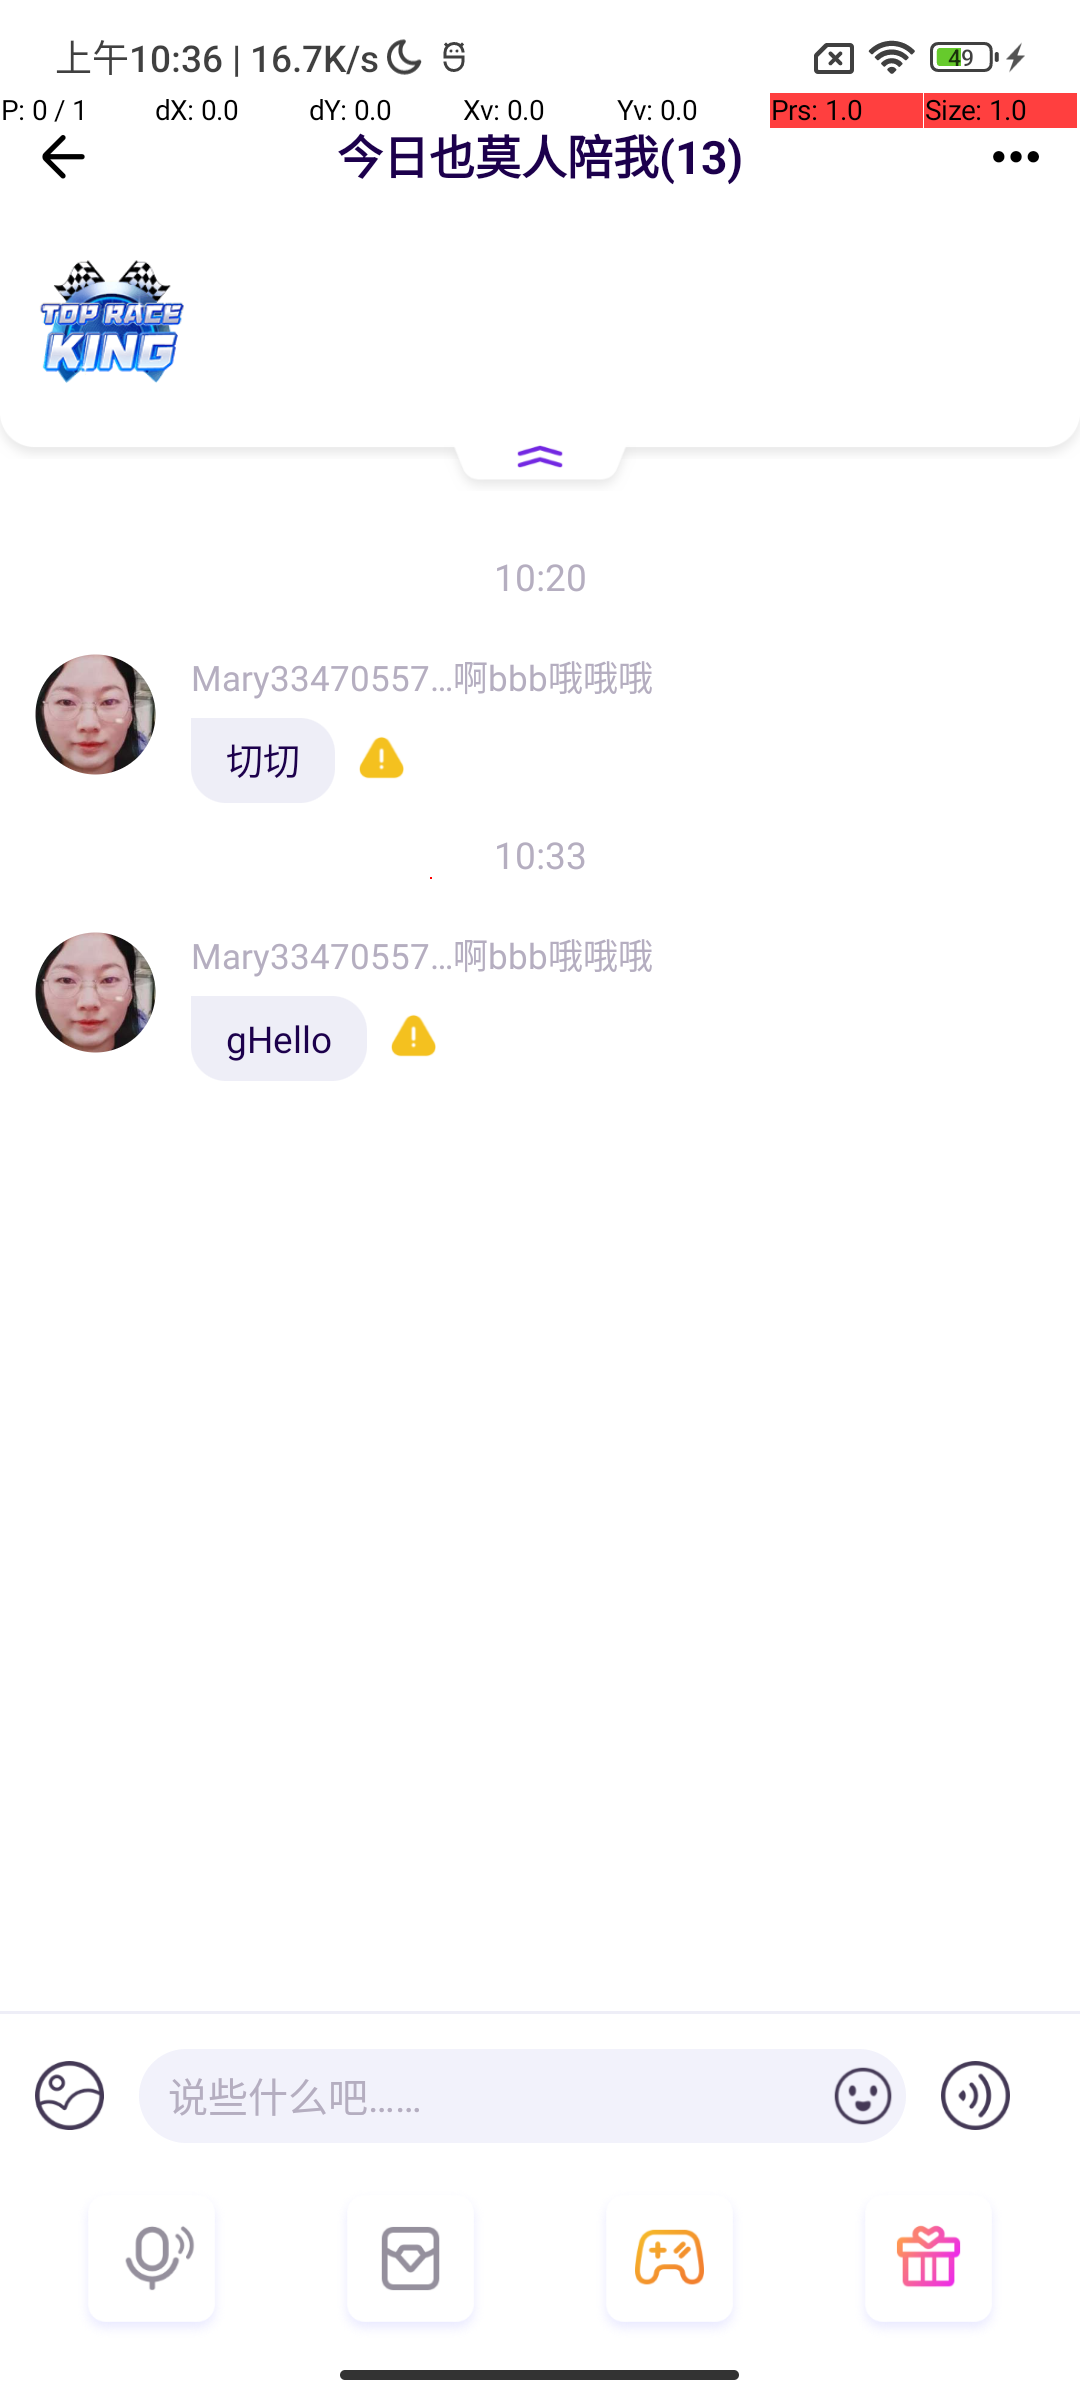 上午10:36 | 16.7K/s
49
P: 0 / 1 dX: 0.0 dY: 0.0 Xv: 0.0 Yv: 0.0 Prs: 1.0 Size: 1.0
今日也莫人陪我(13)
TOP RACE
KING
10:20
Mary33470557...啊bbb哦哦哦
切切
10:33
Mary33470557...啊bbb哦哦哦
gHello
说些什么吧......